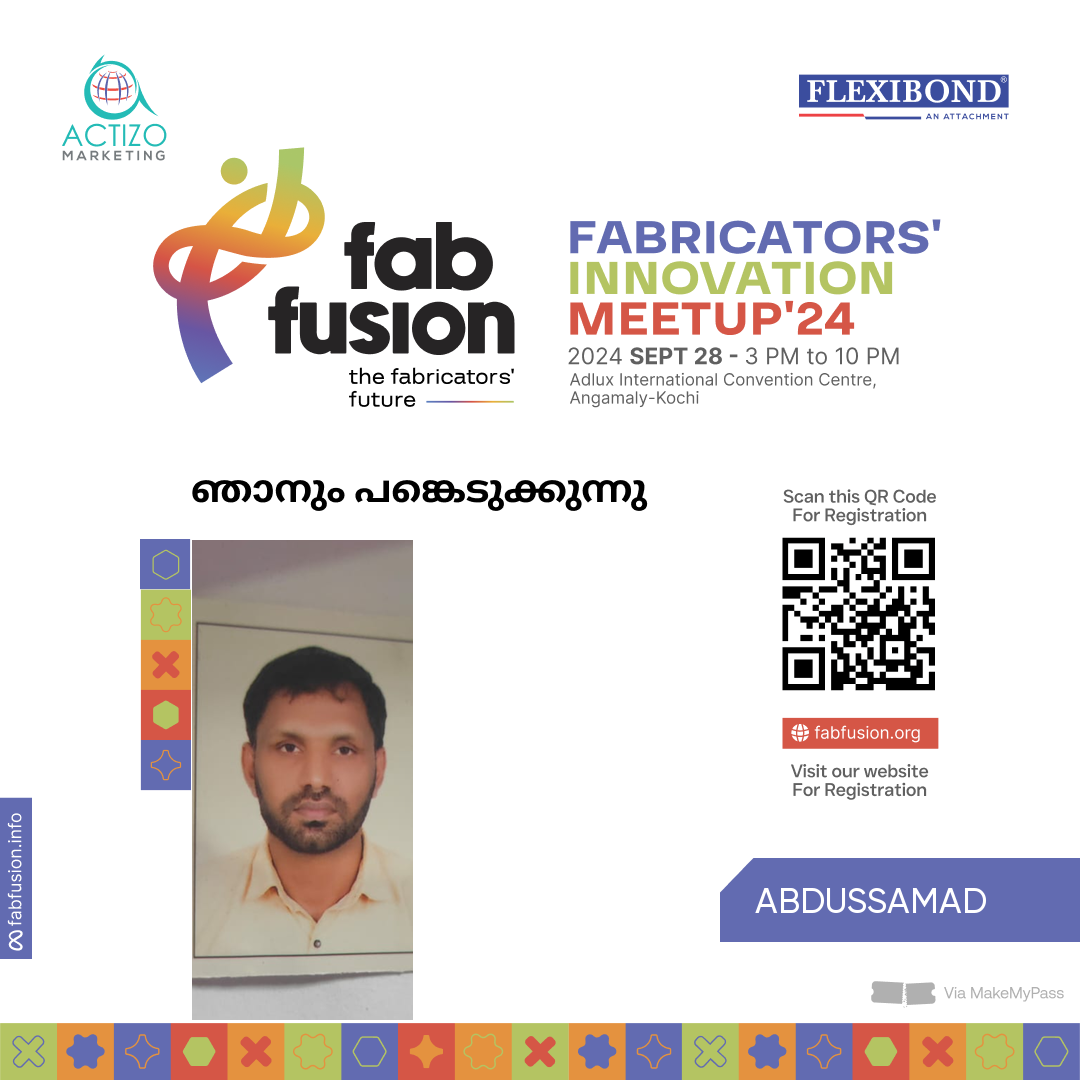 ACTIZO
MARKETING
FLEXIBOND®
AN ATTACHMENT
fab
fusion
the fabricators'
future
FABRICATORS'
INNOVATION
MEETUP'24
2024 SEPT 28 - 3 PM to 10 PM
Adlux International Convention Centre,
Angamaly-Kochi
ഞാനും പങ്കെടുക്കുന്നു
Scan this QR Code
For Registration
fabfusion.org
Visit our website
For Registration
fabfusion.info
ABDUSSAMAD
Via MakeMyPass